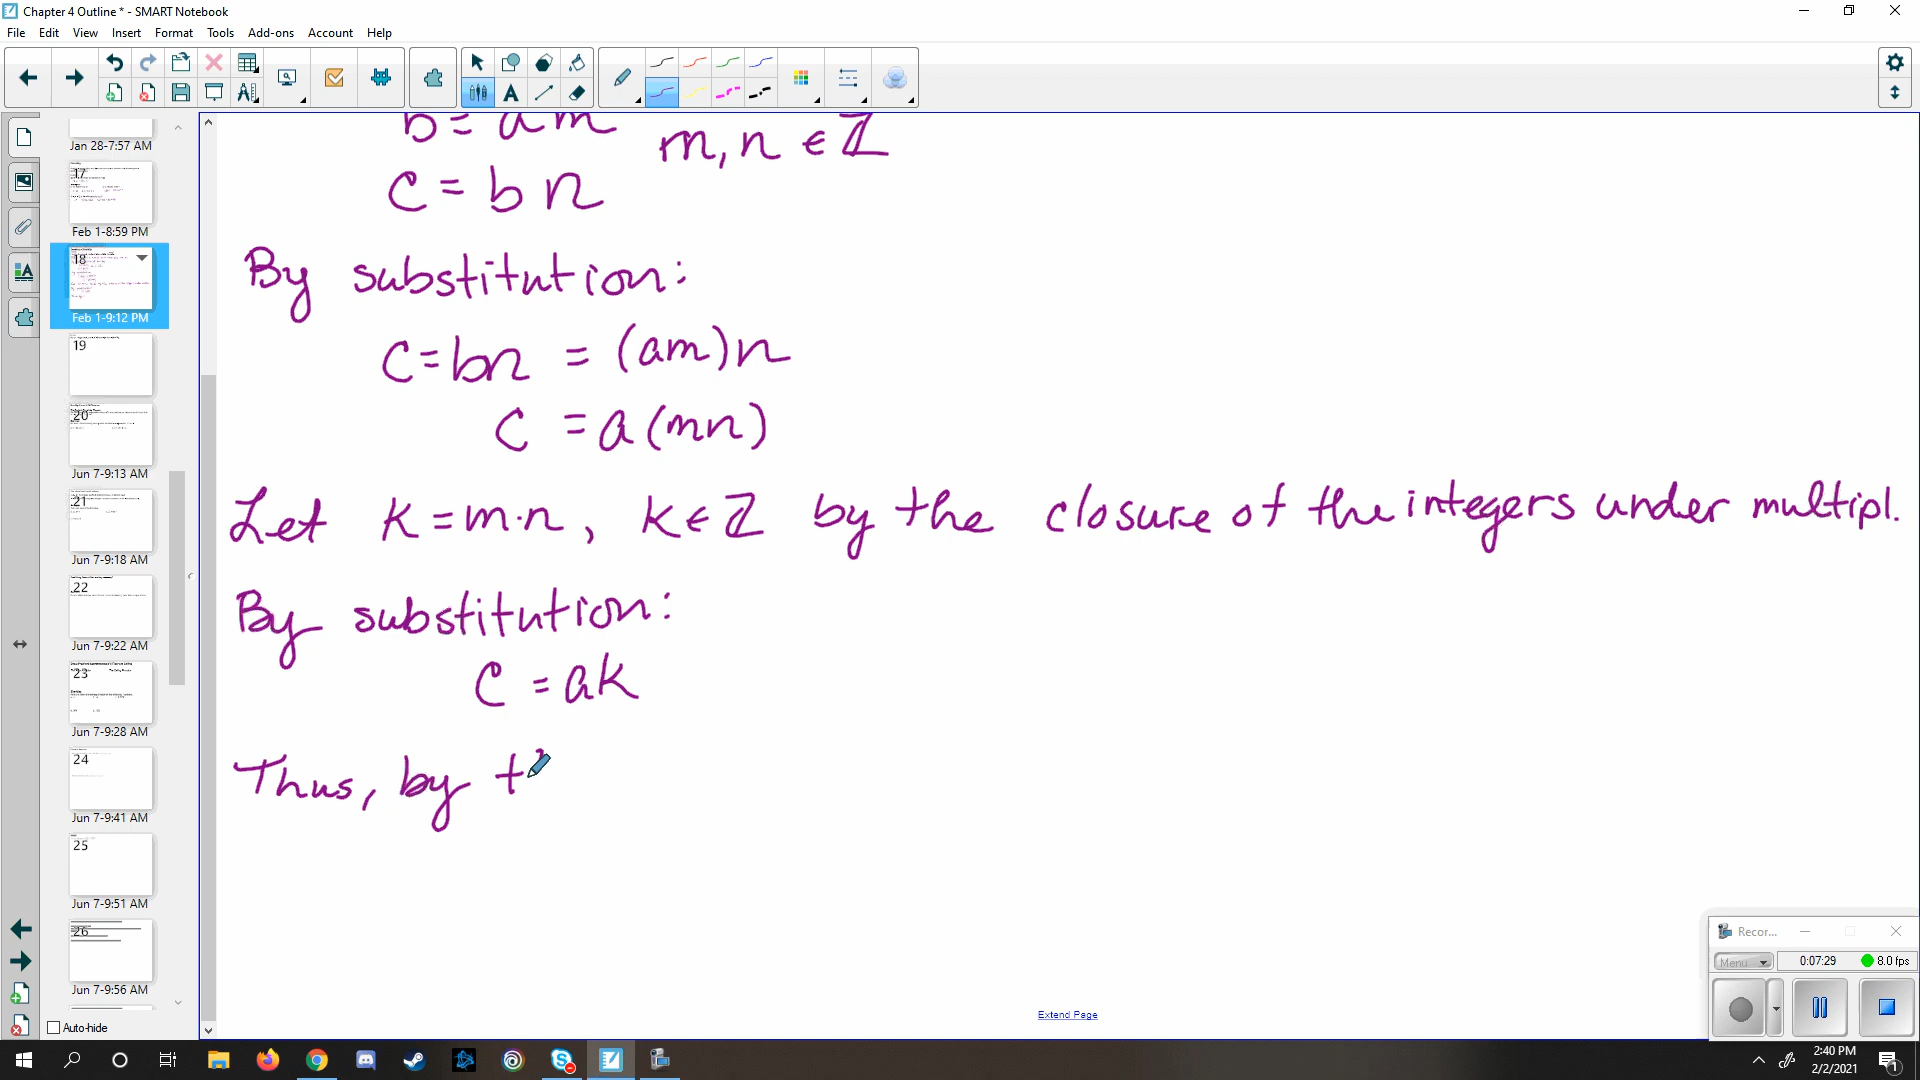 Chapter 4 Outline * - SMART Notebook
File Edit View Insert Format Tools Add-ons Account Help
Jan 28-7:57 AM
17
Feb 1-8:59 PM
18
Feb 1-9:12 PM
19
20
Jun 7-9:13 AM
21
Jun 7-9:18 AM
22
Jun 7-9:22 AM
23
Jun 7-9:28 AM
24
Jun 7-9:41 AM
25
Jun 7-9:51 AM
26
Jun 7-9:56 AM
Auto-hide
b = am m, n ∈ ℤ
c = b n
By substitution:
c = bn = (am)n
c = a(mn)
Let k = m·n, k ∈ ℤ by the closure of the integers under multipl.
By substitution:
c = ak
Thus, by
Extend Page
Recor...
Menu 0:07:29 8.0 fps
2:40 PM
2/2/2021
1